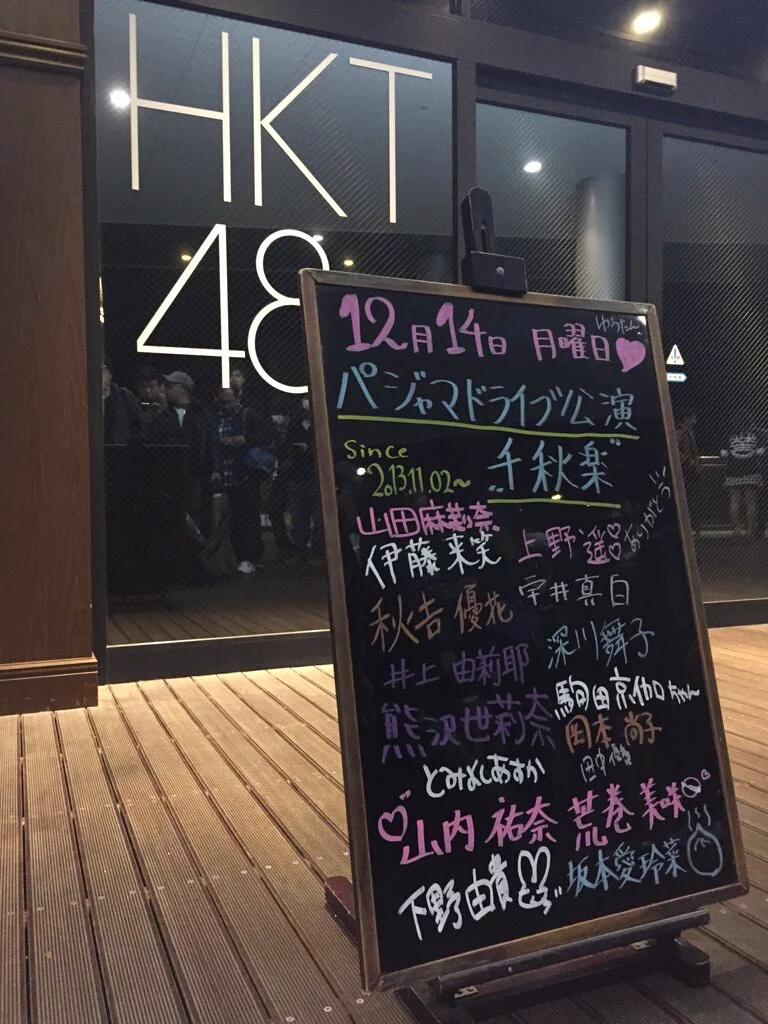 HKT
48
12月14日 月曜日
ゆうたん
パジャマドライブ公演
千秋楽
Since
2013.11.02〜
ありがとう
山田麻莉奈
伊藤来笑
上野遥
秋吉優花
宇井真白
井上由莉耶
深川舞子
熊沢世莉奈
駒田京伽ちゃん
岡本尚子
とみよしあすか
山内祐奈
荒巻美咲
下野由貴
坂本愛玲菜